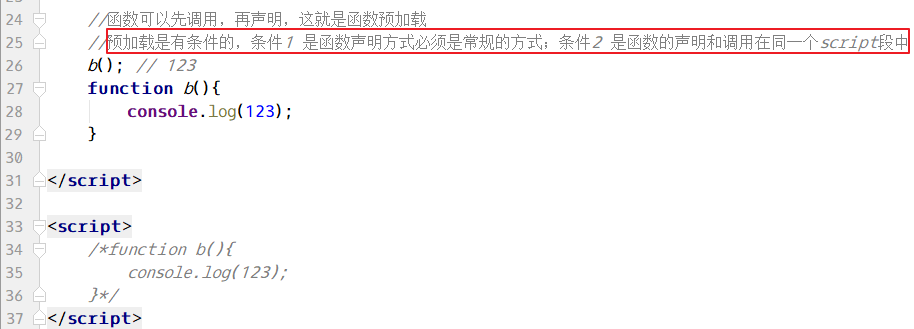 24 //函数可以先调用，再声明，这就是函数预加载
25 //预加载是有条件的，条件1 是函数声明方式必须是常规的方式；条件2 是函数的声明和调用在同一个script段中
26 b(); // 123
27 function b(){
28 console.log(123);
29 }
30
31 </script>
32
33 <script>
34 /*function b(){
35 console.log(123);
36 }*/
37 </script>